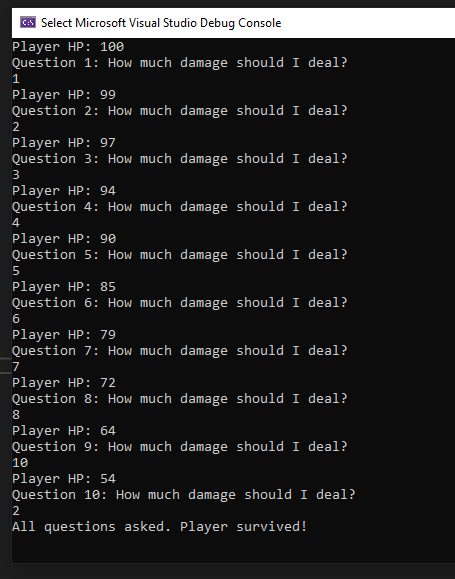 Select Microsoft Visual Studio Debug Console
Player HP: 100
Question 1: How much damage should I deal?
1
Player HP: 99
Question 2: How much damage should I deal?
2
Player HP: 97
Question 3: How much damage should I deal?
3
Player HP: 94
Question 4: How much damage should I deal?
4
Player HP: 90
Question 5: How much damage should I deal?
5
Player HP: 85
Question 6: How much damage should I deal?
6
Player HP: 79
Question 7: How much damage should I deal?
7
Player HP: 72
Question 8: How much damage should I deal?
8
Player HP: 64
Question 9: How much damage should I deal?
10
Player HP: 54
Question 10: How much damage should I deal?
2
All questions asked. Player survived!